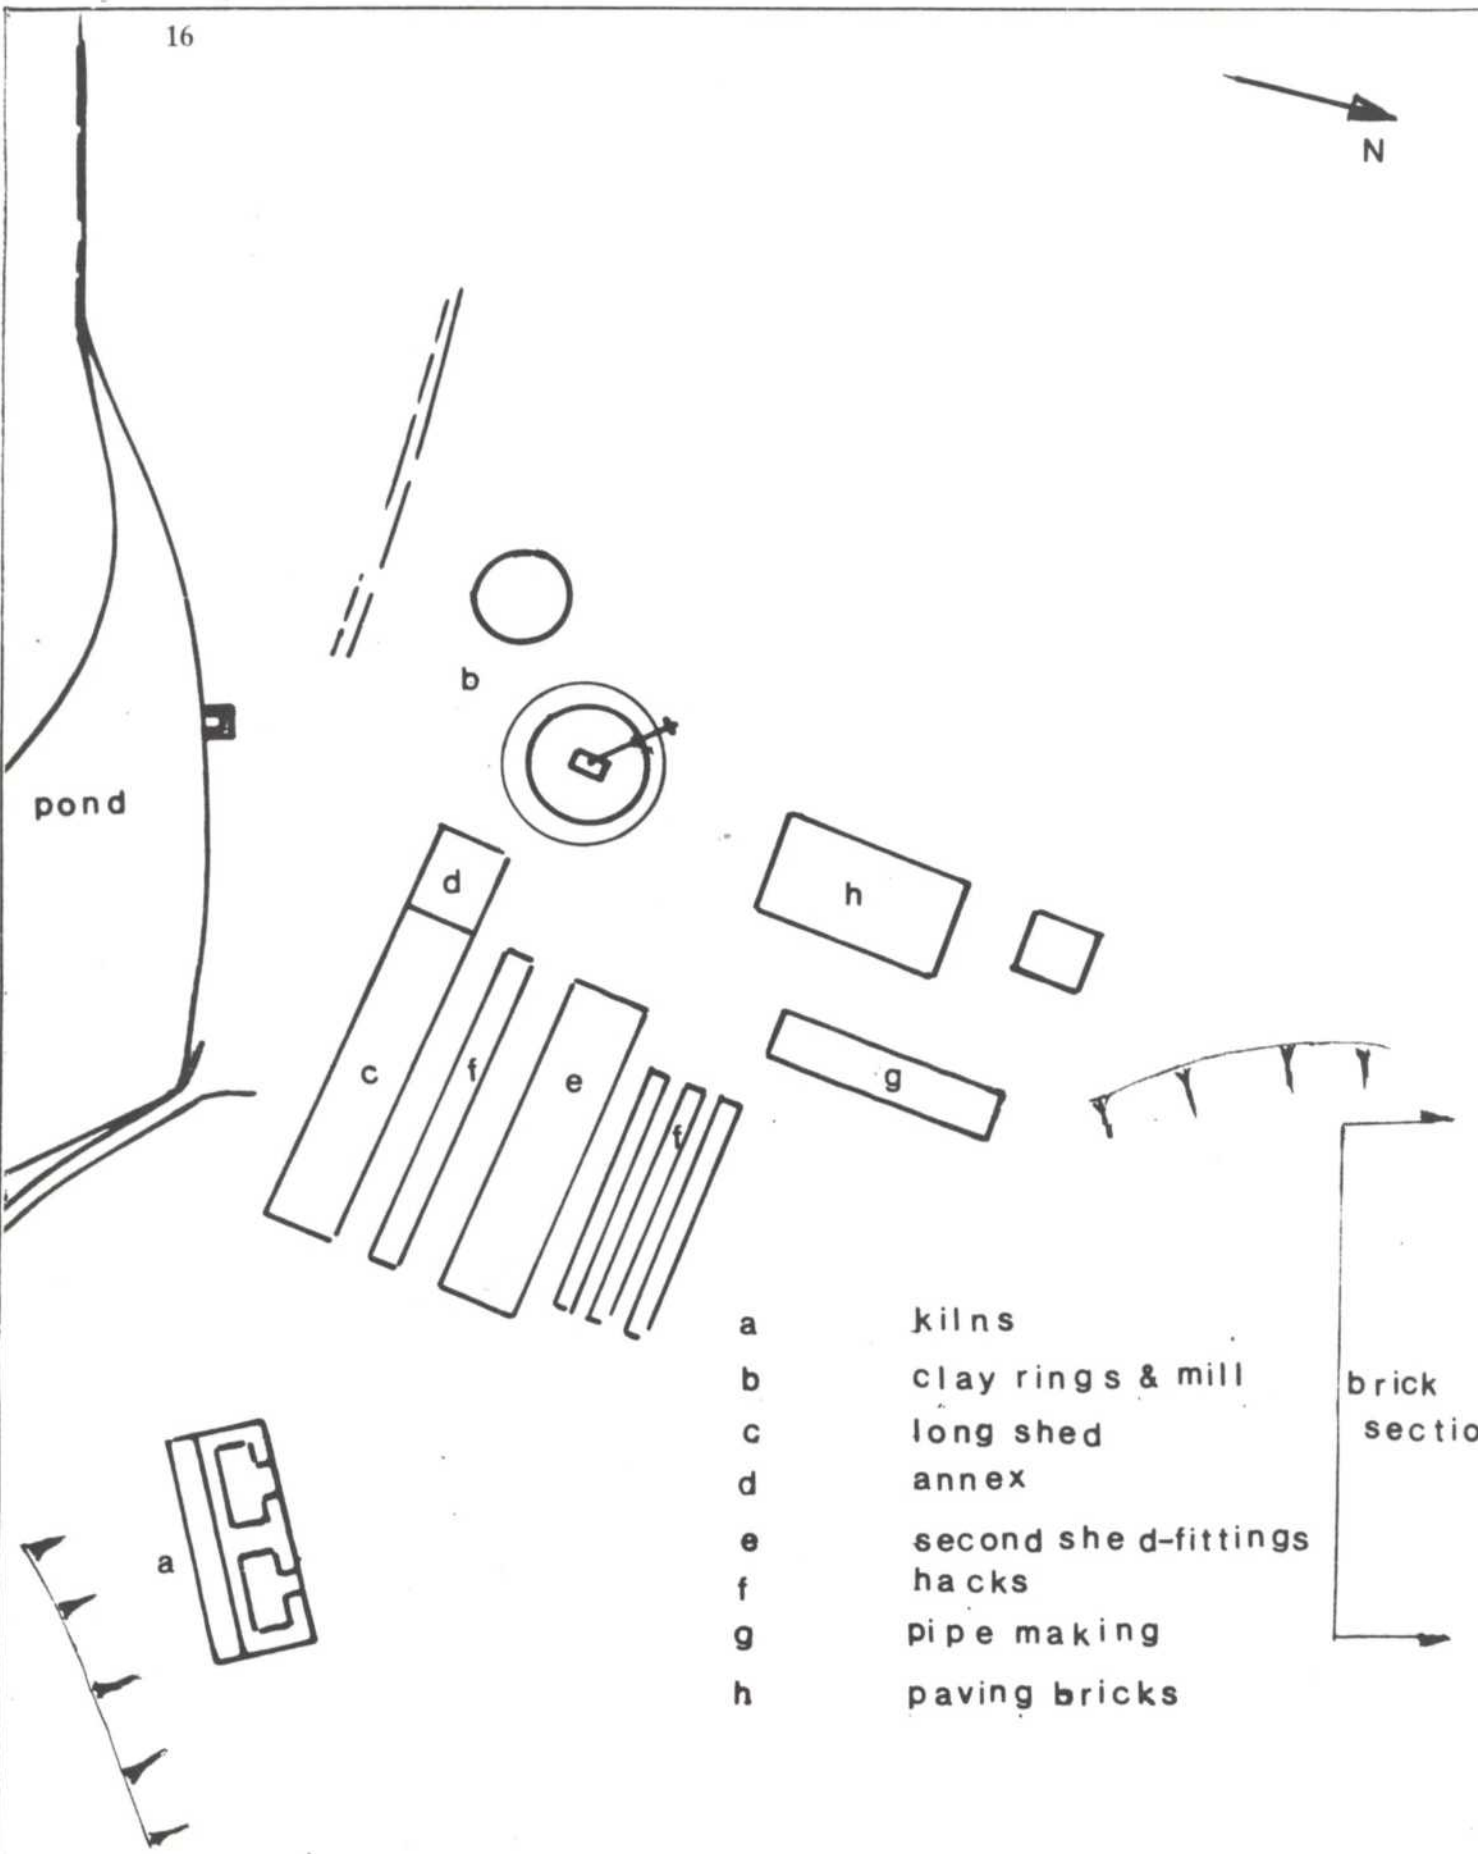 16
N
b
pond
d
h
c
f
e
g
f
a kilns
b clay rings & mill
c long shed
d annex
e second shed-fittings
f hacks
g pipe making
h paving bricks
brick
sectio
a